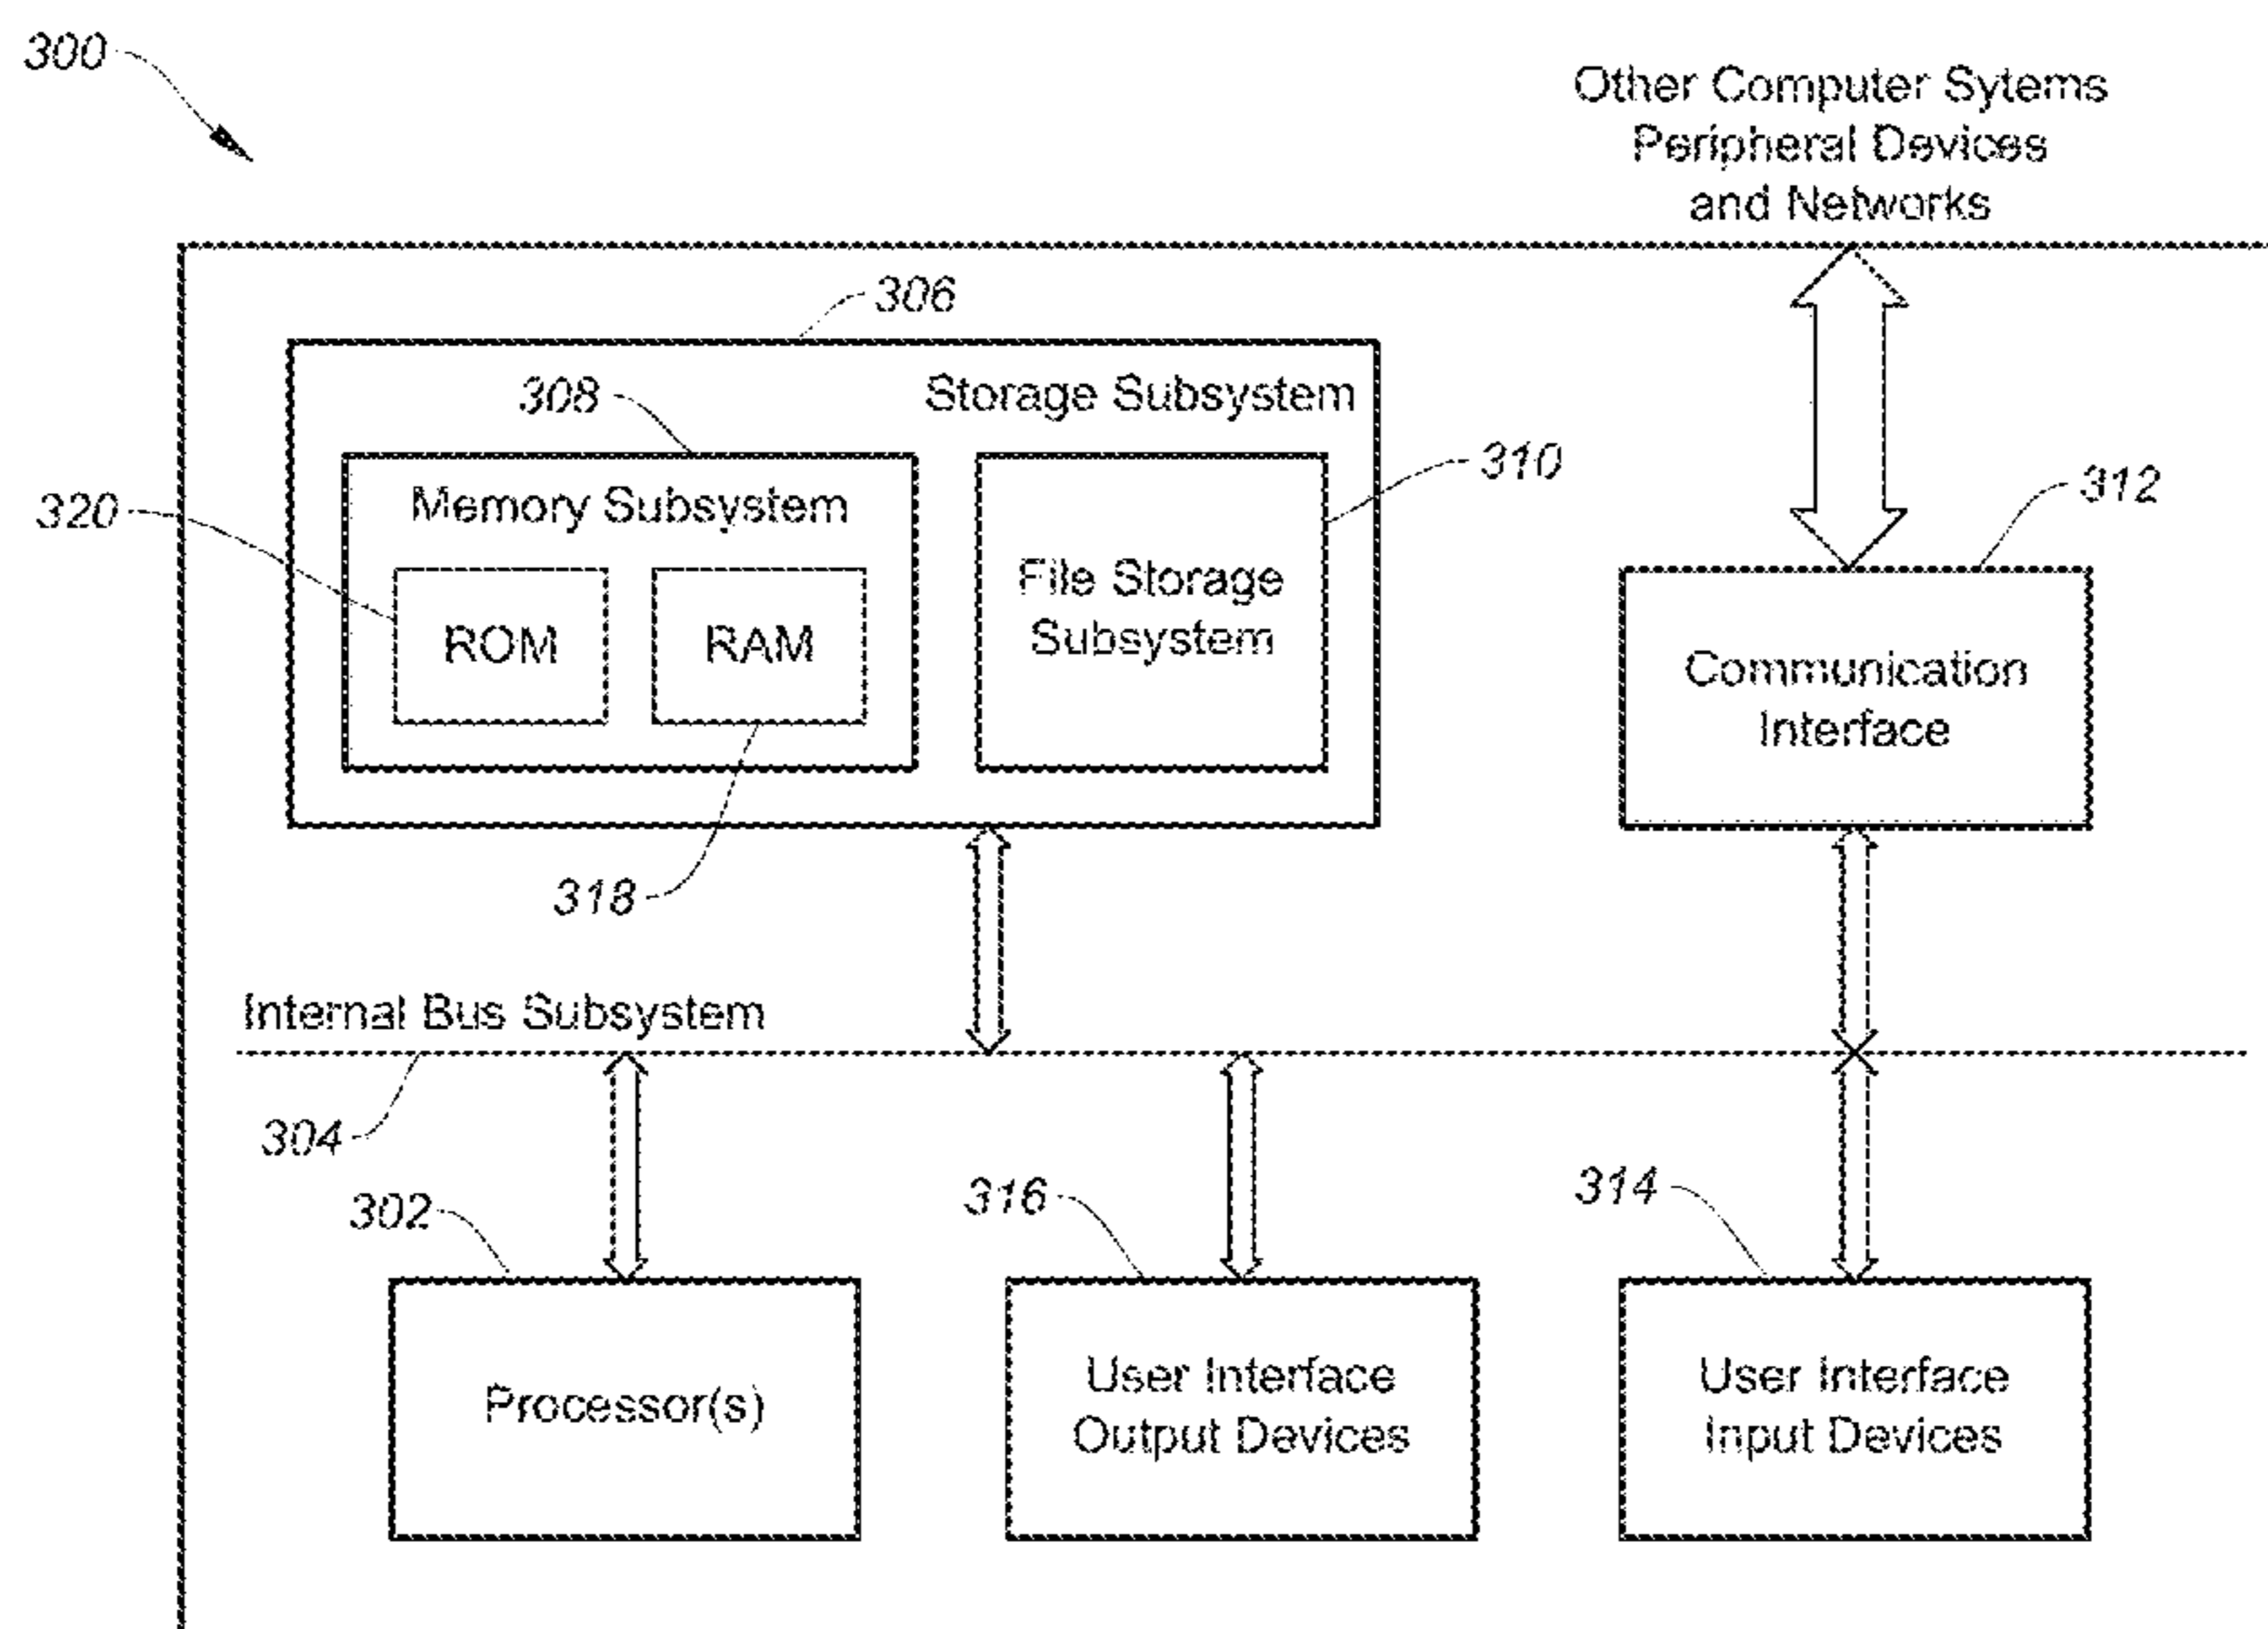 300
Other Computer Sytems
Peripheral Devices
and Networks
306
308
Storage Subsystem
310
320
Memory Subsystem
312
File Storage
Subsystem
ROM
RAM
Communication
Interface
318
Internal Bus Subsystem
304
302
316
314
Processor(s)
User Interface
Output Devices
User Interface
Input Devices